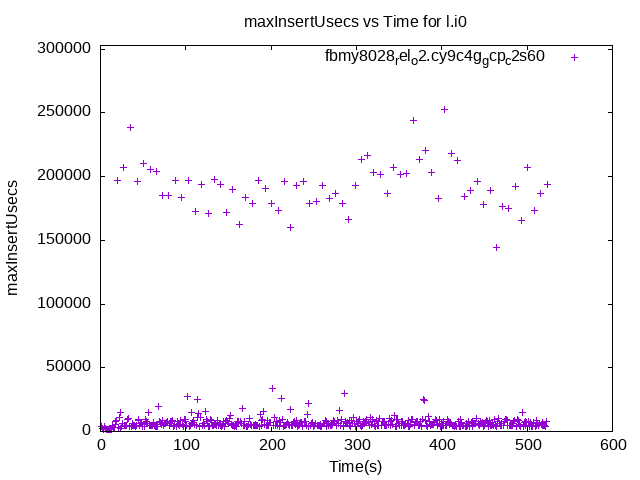 maxInsertUsecs vs Time for l.i0
fbmy8028relo2.cy9c4ggcpc2s60
300000
250000
200000
150000
100000
50000
0
maxInsertUsecs
0 100 200 300 400 500 600
Time(s)